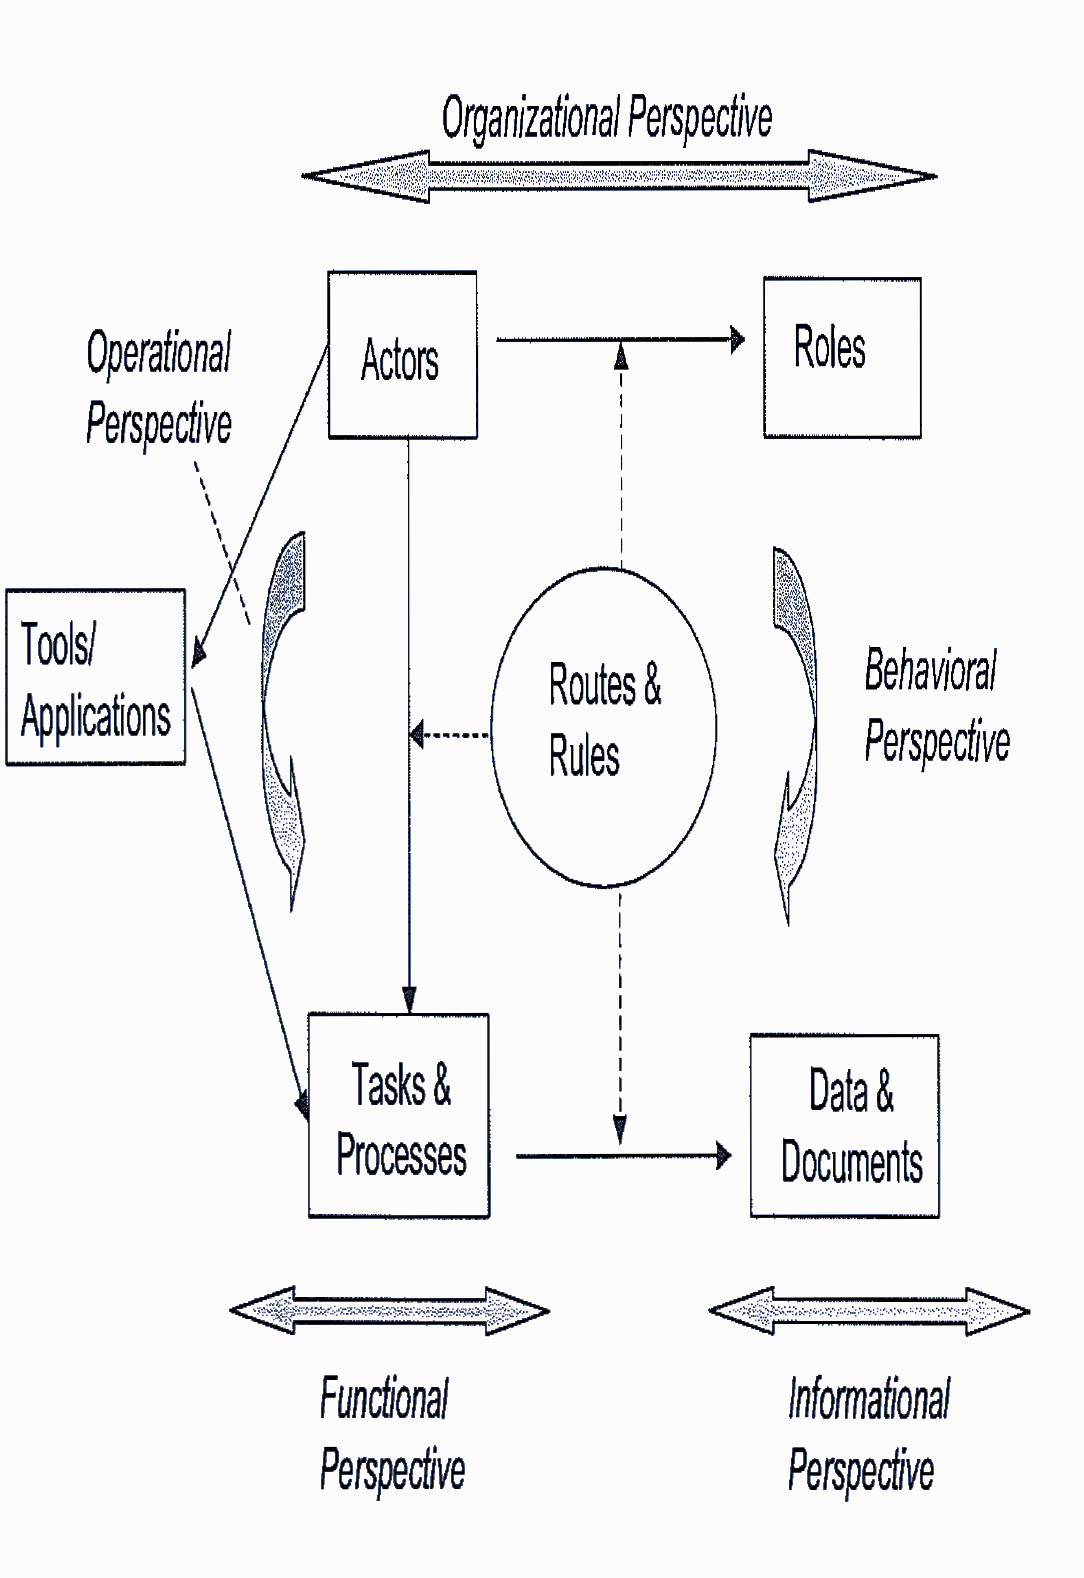 Organizational Perspective
Operational
Perspective
Actors
Roles
Tools/
Applications
Routes &
Rules
Behavioral
Perspective
Tasks &
Processes
Data &
Documents
Functional
Perspective
Informational
Perspective